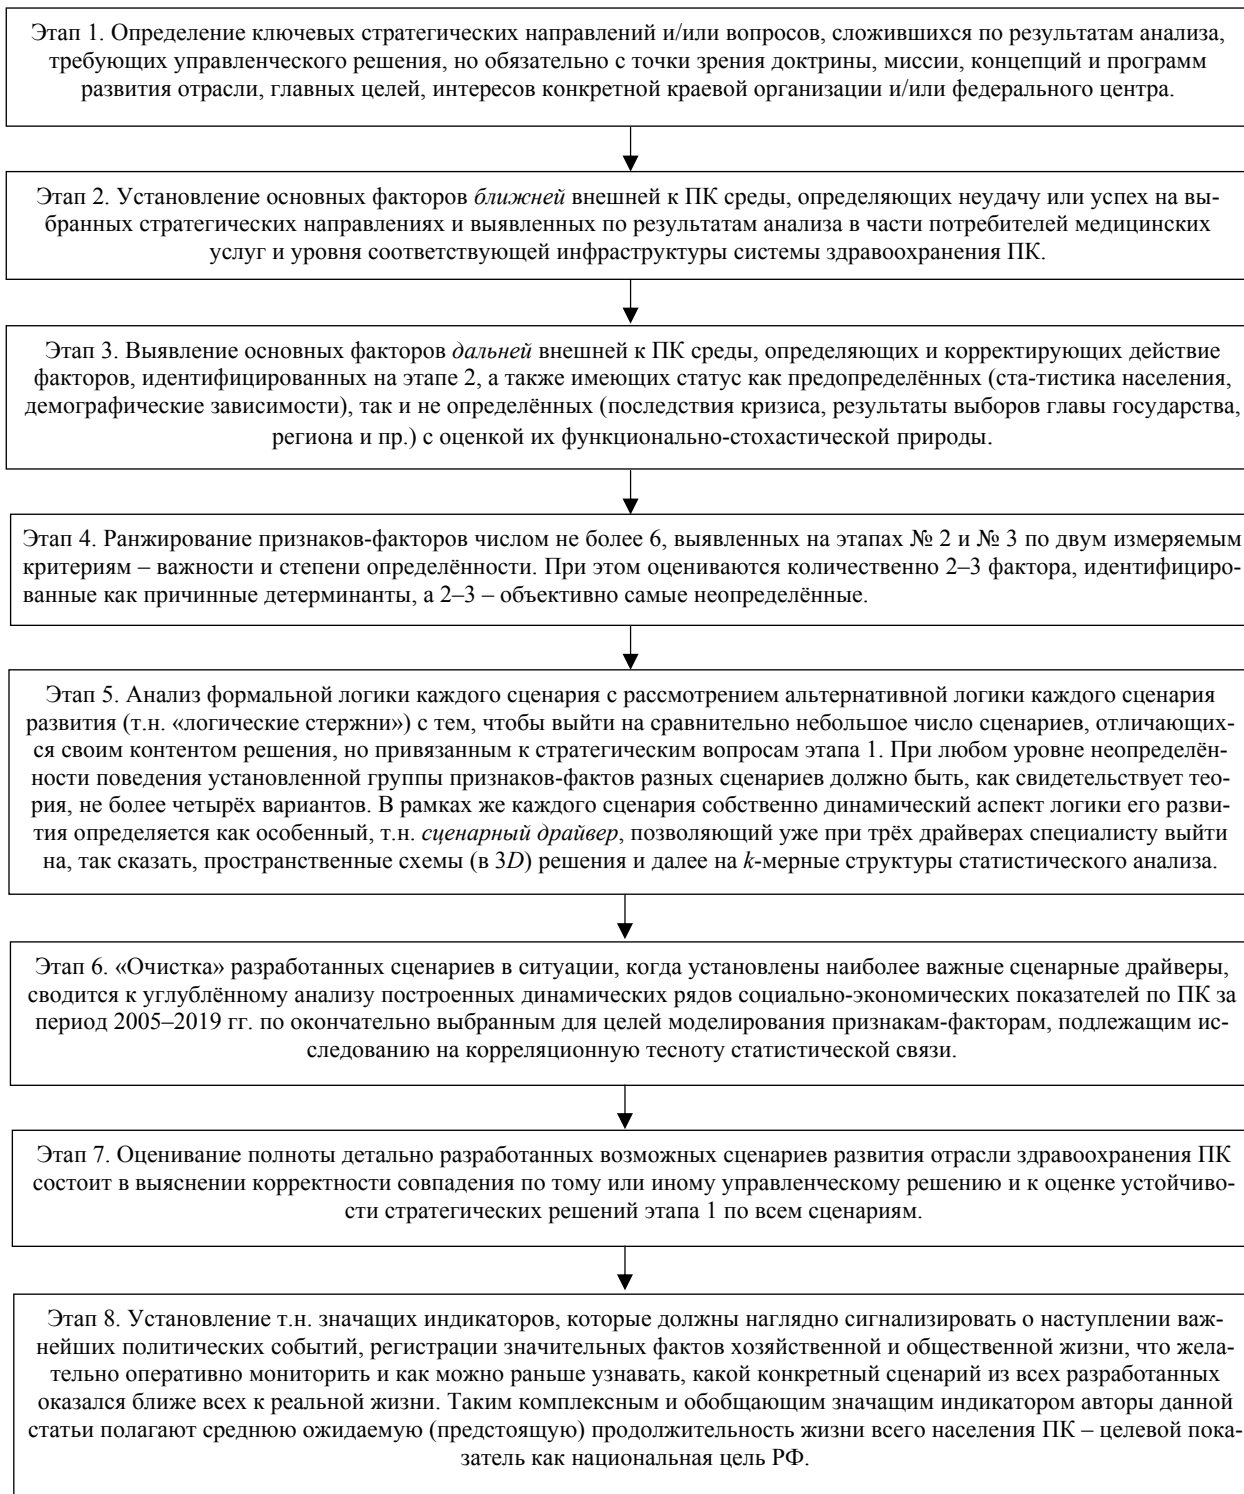 Этап 1. Определение ключевых стратегических направлений и/или вопросов, сложившихся по результатам анализа,
требующих управленческого решения, но обязательно с точки зрения доктрины, миссии, концепций и программ
развития отрасли, главных целей, интересов конкретной краевой организации и/или федерального центра.
Этап 2. Установление основных факторов ближней внешней к ПК среды, определяющих неудачу или успех на вы-
бранных стратегических направлениях и выявленных по результатам анализа в части потребителей медицинских
услуг и уровня соответствующей инфраструктуры системы здравоохранения ПК.
Этап 3. Выявление основных факторов дальней внешней к ПК среды, определяющих и корректирующих действие
факторов, идентифицированных на этапе 2, а также имеющих статус как предопределённых (ста-тистика населения,
демографические зависимости), так и не определённых (последствия кризиса, результаты выборов главы государства,
региона и пр.) с оценкой их функционально-стохастической природы.
Этап 4. Ранжирование признаков-факторов числом не более 6, выявленных на этапах № 2 и № 3 по двум измеряемым
критериям – важности и степени определённости. При этом оцениваются количественно 2–3 фактора, идентифициро-
ванные как причинные детерминанты, а 2–3 – объективно самые неопределённые.
Этап 5. Анализ формальной логики каждого сценария с рассмотрением альтернативной логики каждого сценария
развития (т.н. «логические стержни») с тем, чтобы выйти на сравнительно небольшое число сценариев, отличающих-
ся своим контентом решения, но привязанным к стратегическим вопросам этапа 1. При любом уровне неопределён-
ности поведения установленной группы признаков-фактов разных сценариев должно быть, как свидетельствует тео-
рия, не более четырёх вариантов. В рамках же каждого сценария собственно динамический аспект логики его разви-
тия определяется как особенный, т.н. сценарный драйвер, позволяющий уже при трёх драйверах специалисту выйти
на, так сказать, пространственные схемы (в 3D) решения и далее на k-мерные структуры статистического анализа.
Этап 6. «Очистка» разработанных сценариев в ситуации, когда установлены наиболее важные сценарные драйверы,
сводится к углублённому анализу построенных динамических рядов социально-экономических показателей по ПК за
период 2005–2019 гг. по окончательно выбранным для целей моделирования признакам-факторам, подлежащим ис-
следованию на корреляционную тесноту статистической связи.
Этап 7. Оценивание полноты детально разработанных возможных сценариев развития отрасли здравоохранения ПК
состоит в выяснении корректности совпадения по тому или иному управленческому решению и к оценке устойчиво-
сти стратегических решений этапа 1 по всем сценариям.
Этап 8. Установление т.н. значащих индикаторов, которые должны наглядно сигнализировать о наступлении важ-
нейших политических событий, регистрации значительных фактов хозяйственной и общественной жизни, что жела-
тельно оперативно мониторить и как можно раньше узнавать, какой конкретный сценарий из всех разработанных
оказался ближе всех к реальной жизни. Таким комплексным и обобщающим значащим индикатором авторы данной
статьи полагают среднюю ожидаемую (предстоящую) продолжительность жизни всего населения ПК – целевой пока-
затель как национальная цель РФ.